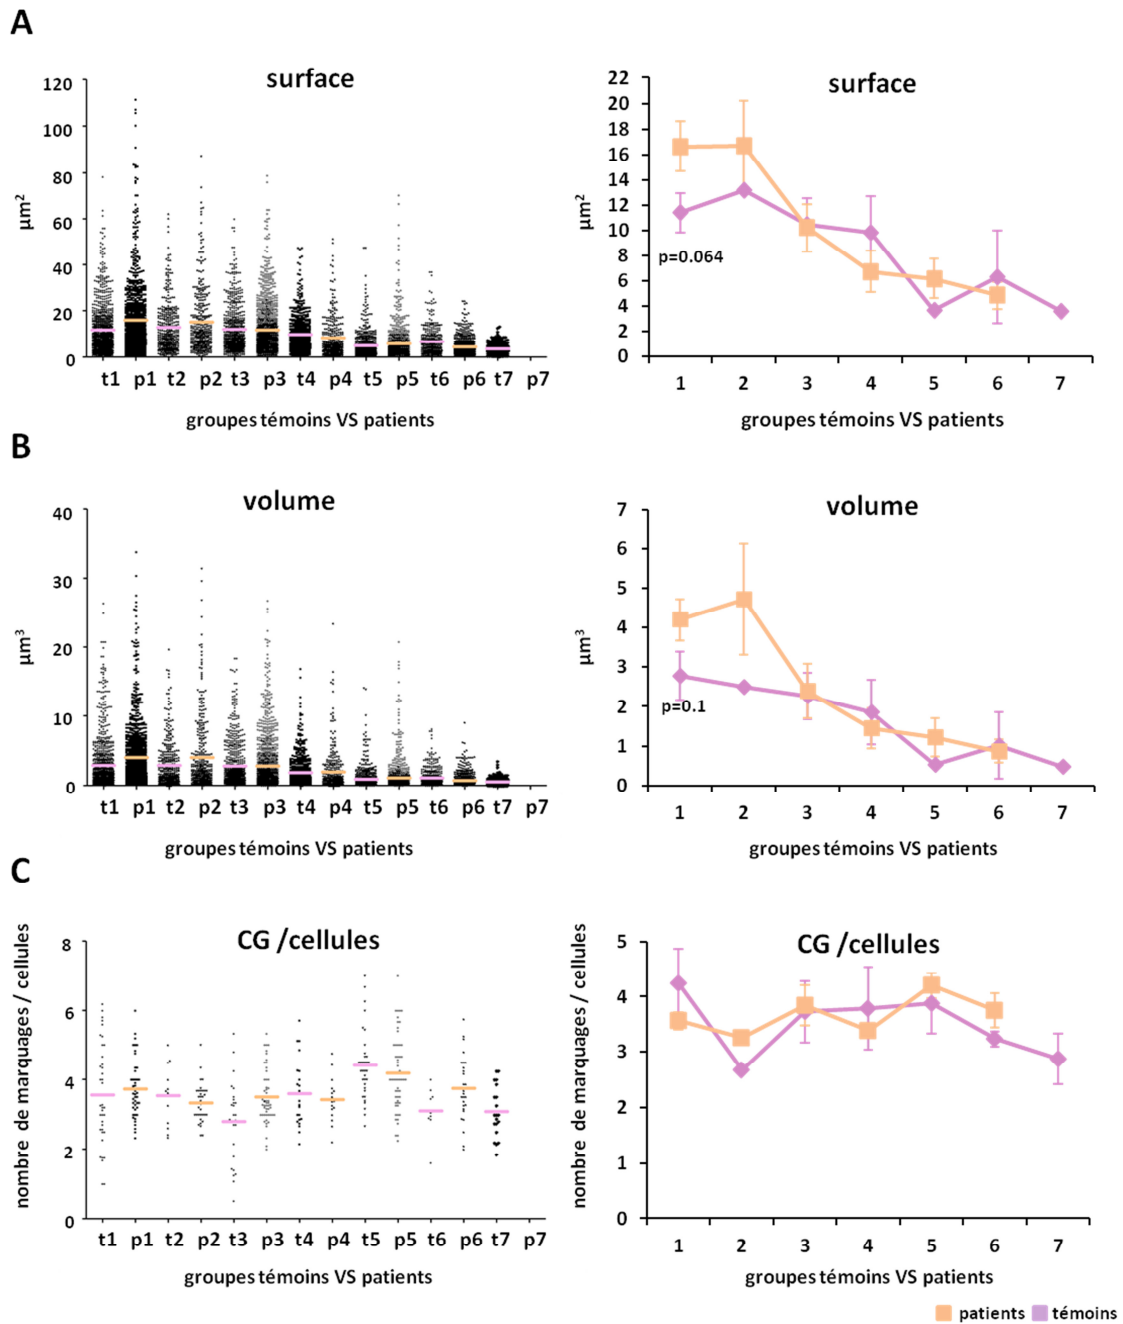 A
surface
120
100
80
60
40
20
0
µm²
t1 p1 t2 p2 t3 p3 t4 p4 t5 p5 t6 p6 t7 p7
groupes témoins VS patients
surface
22
20
18
16
14
12
10
8
6
4
2
0
µm²
p=0.064
1 2 3 4 5 6 7
groupes témoins VS patients
B
volume
40
30
20
10
0
µm³
t1 p1 t2 p2 t3 p3 t4 p4 t5 p5 t6 p6 t7 p7
groupes témoins VS patients
volume
7
6
5
4
3
2
1
0
µm³
p=0.1
1 2 3 4 5 6 7
groupes témoins VS patients
C
CG /cellules
8
6
4
2
0
nombre de marquages / cellules
t1 p1 t2 p2 t3 p3 t4 p4 t5 p5 t6 p6 t7 p7
groupes témoins VS patients
CG /cellules
5
4
3
2
1
0
nombre de marquages / cellules
1 2 3 4 5 6 7
groupes témoins VS patients
patients témoins